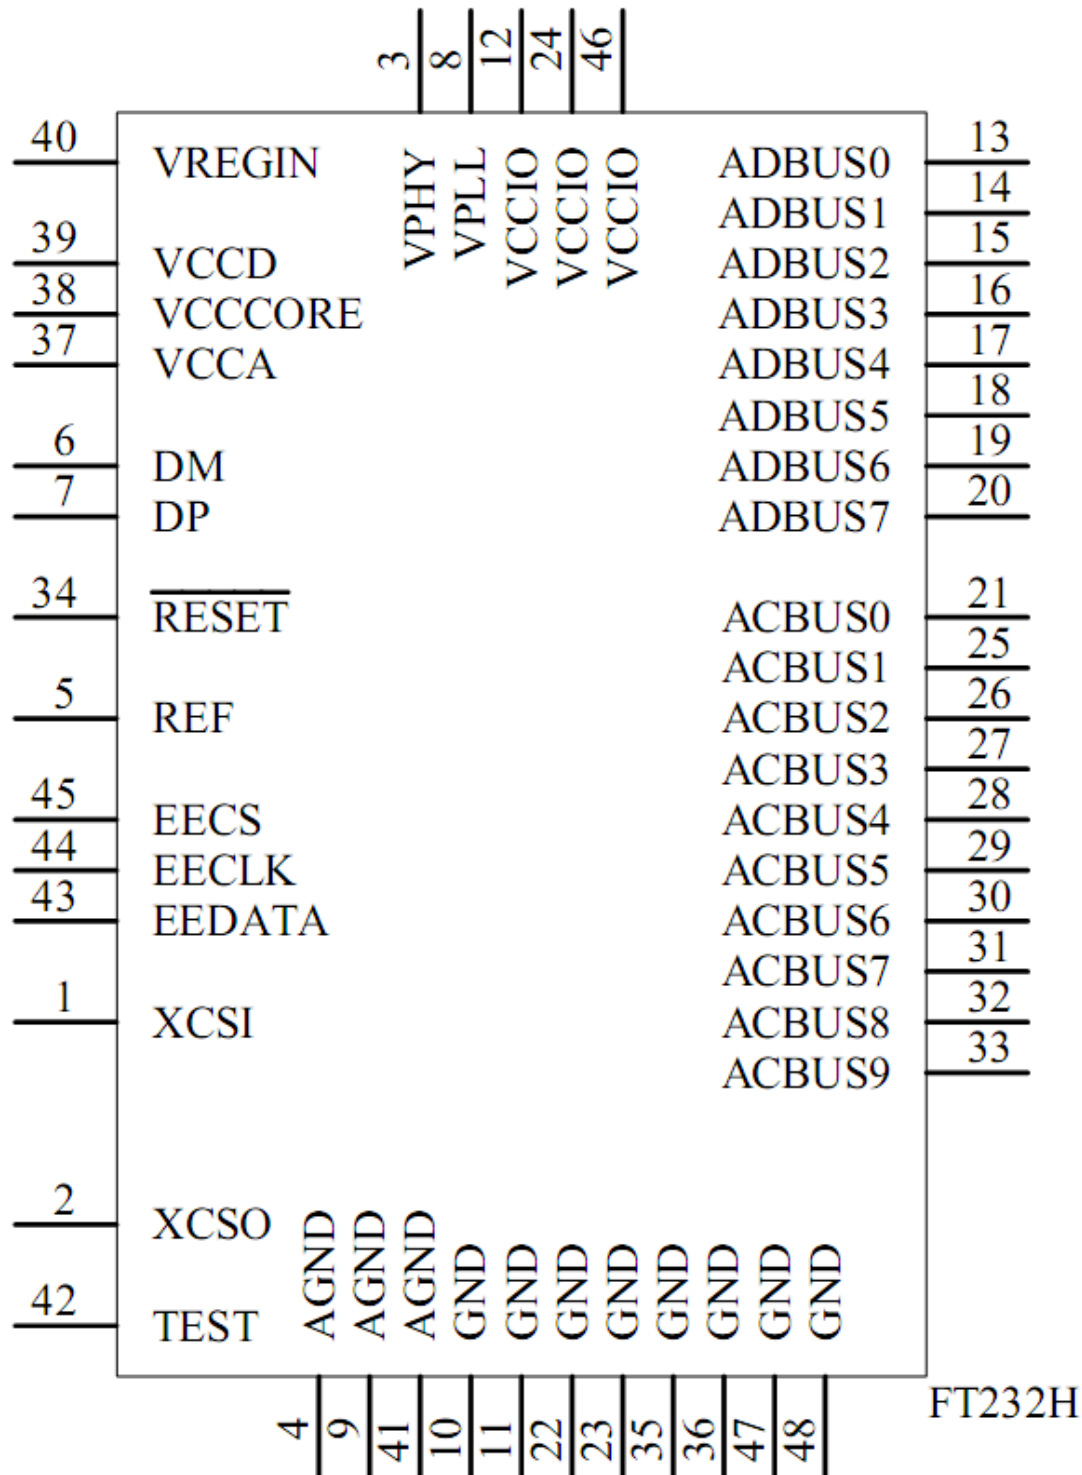 3 8 12 24 46
VPHY VPLL VCCIO VCCIO VCCIO
40 VREGIN ADBUS0 13
ADBUS1 14
39 VCCD ADBUS2 15
38 VCCCORE ADBUS3 16
37 VCCA ADBUS4 17
ADBUS5 18
6 DM ADBUS6 19
7 DP ADBUS7 20
34 RESET ACBUS0 21
ACBUS1 25
5 REF ACBUS2 26
ACBUS3 27
45 EECS ACBUS4 28
44 EECLK ACBUS5 29
43 EEDATA ACBUS6 30
ACBUS7 31
1 XCSI ACBUS8 32
ACBUS9 33
2 XCSO
42 TEST
AGND AGND AGND GND GND GND GND GND GND GND GND
4 9 41 10 11 22 23 35 36 47 48
FT232H